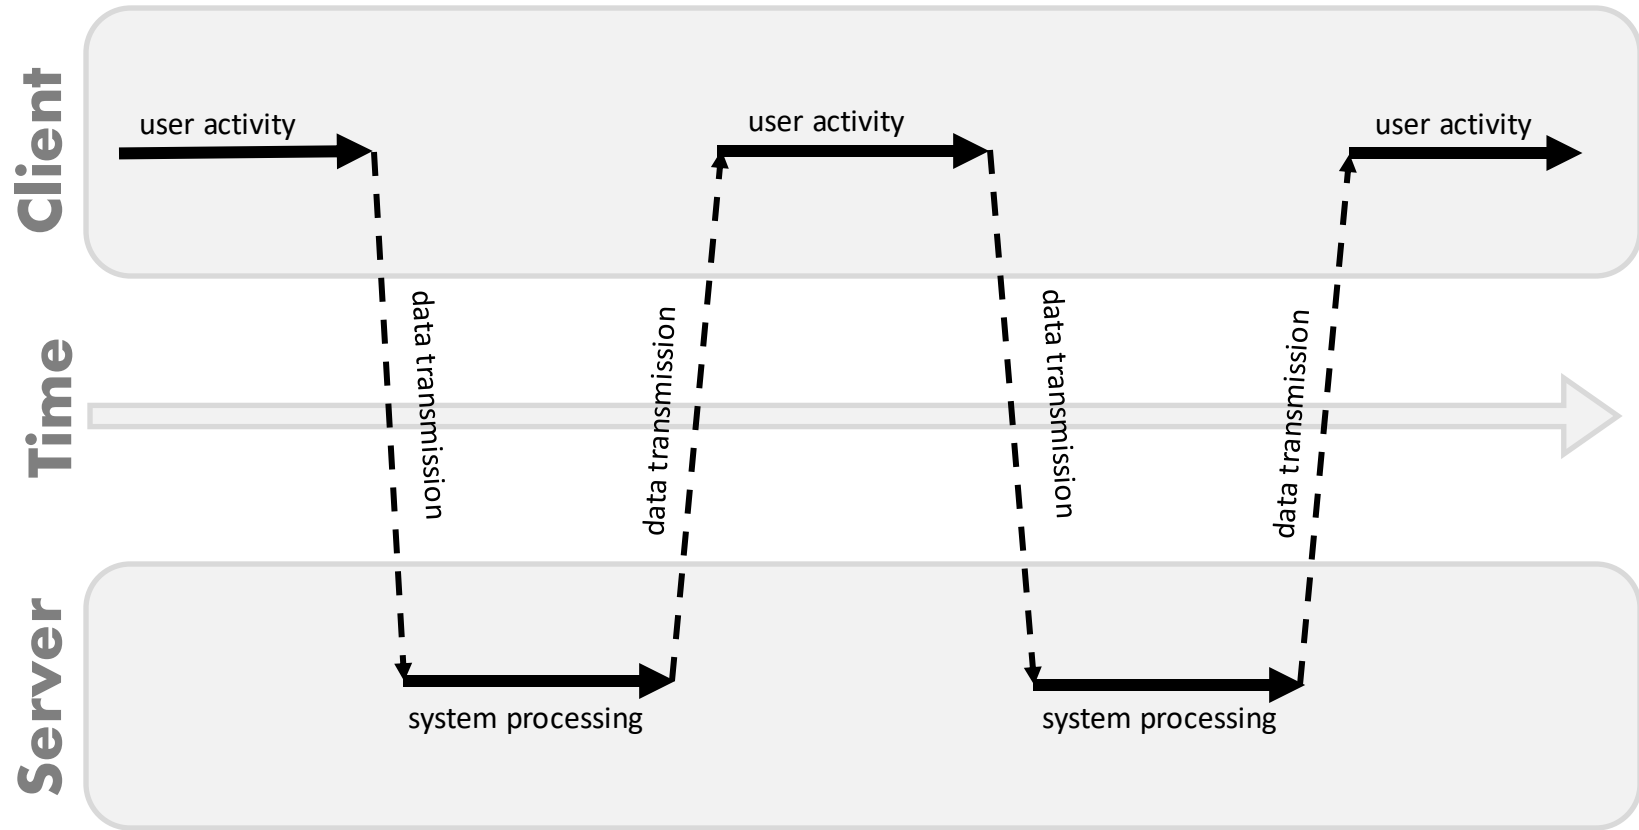 Client
user activity
user activity
user activity
Time
data transmission
data transmission
data transmission
data transmission
Server
system processing
system processing